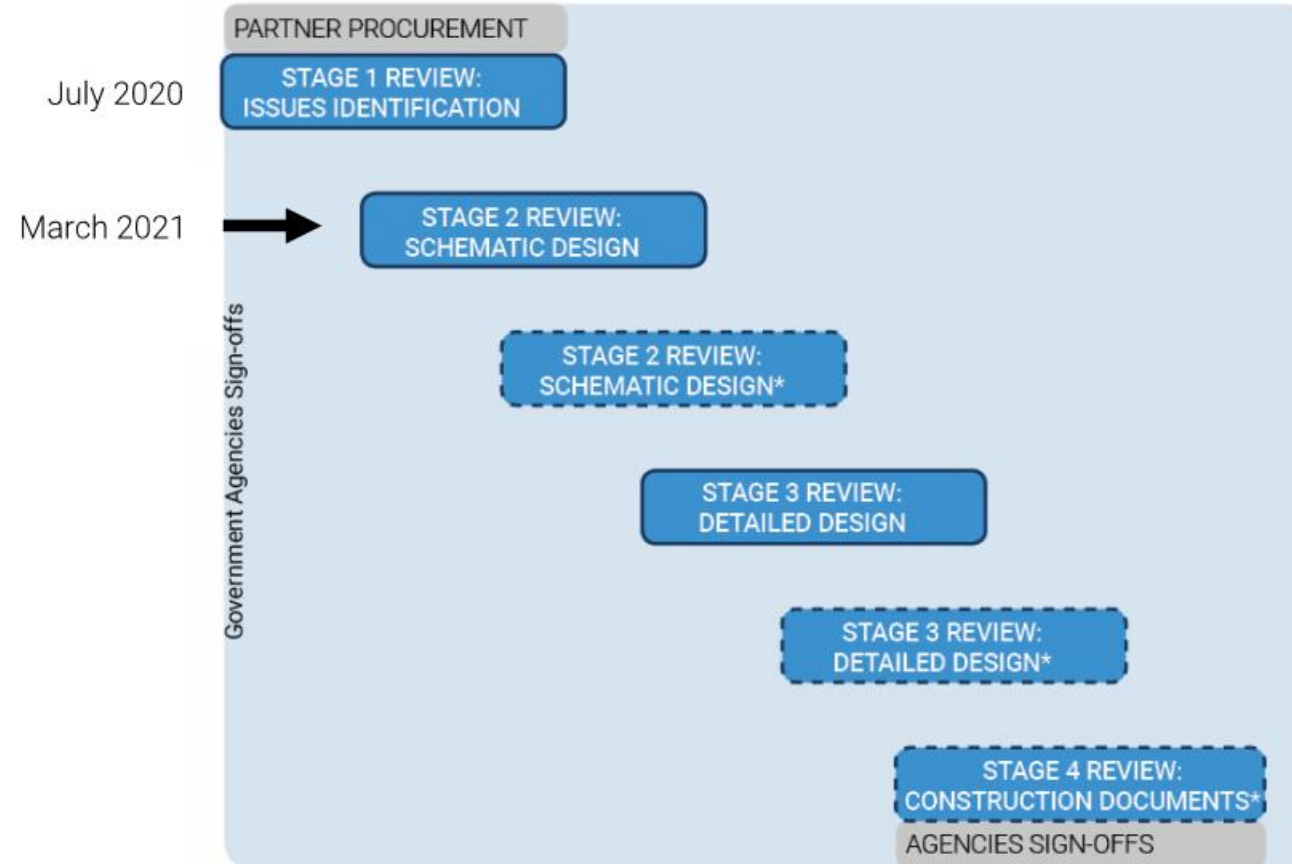 PARTNER PROCUREMENT
July 2020
STAGE 1 REVIEW:
ISSUES IDENTIFICATION
March 2021
STAGE 2 REVIEW:
SCHEMATIC DESIGN
Government Agencies Sign-offs
STAGE 2 REVIEW:
SCHEMATIC DESIGN*
STAGE 3 REVIEW:
DETAILED DESIGN
STAGE 3 REVIEW:
DETAILED DESIGN*
STAGE 4 REVIEW:
CONSTRUCTION DOCUMENTS*
AGENCIES SIGN-OFFS